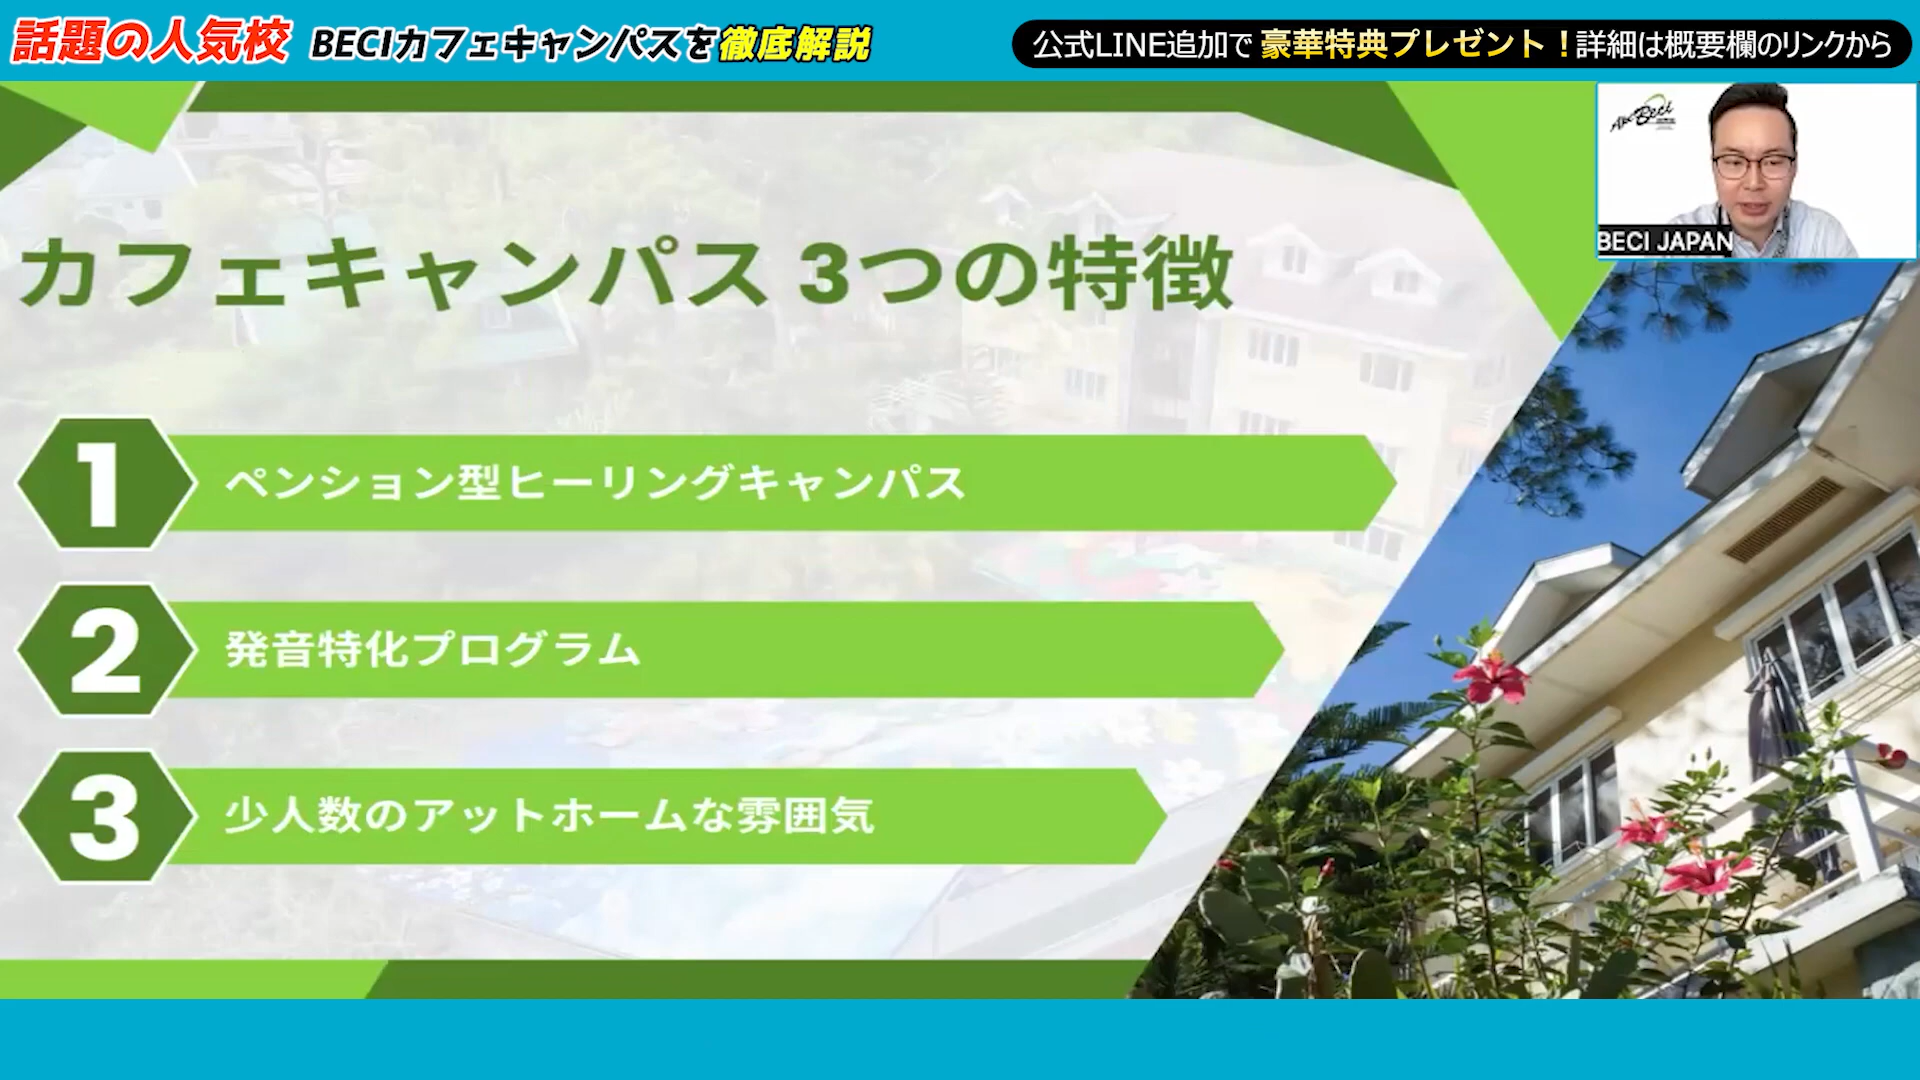 話題の人気校 BECIカフェキャンパスを徹底解説
公式LINE追加で豪華特典プレゼント！詳細は概要欄のリンクから
Beci
BECI JAPAN
カフェキャンパス 3つの特徴
1 ペンション型ヒーリングキャンパス
2 発音特化プログラム
3 少人数のアットホームな雰囲気